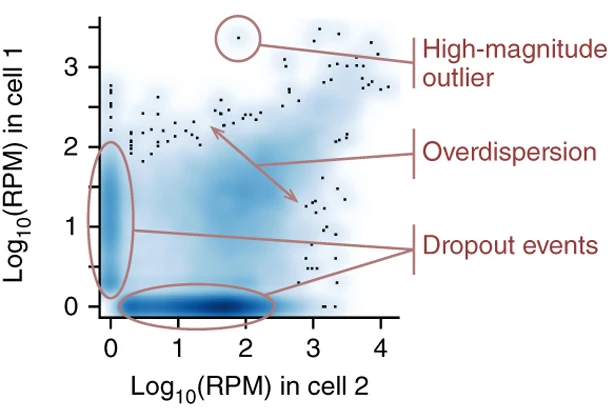 High-magnitude
outlier
Overdispersion
Dropout events
Log10(RPM) in cell 1
3
2
1
0
0 1 2 3 4
Log10(RPM) in cell 2